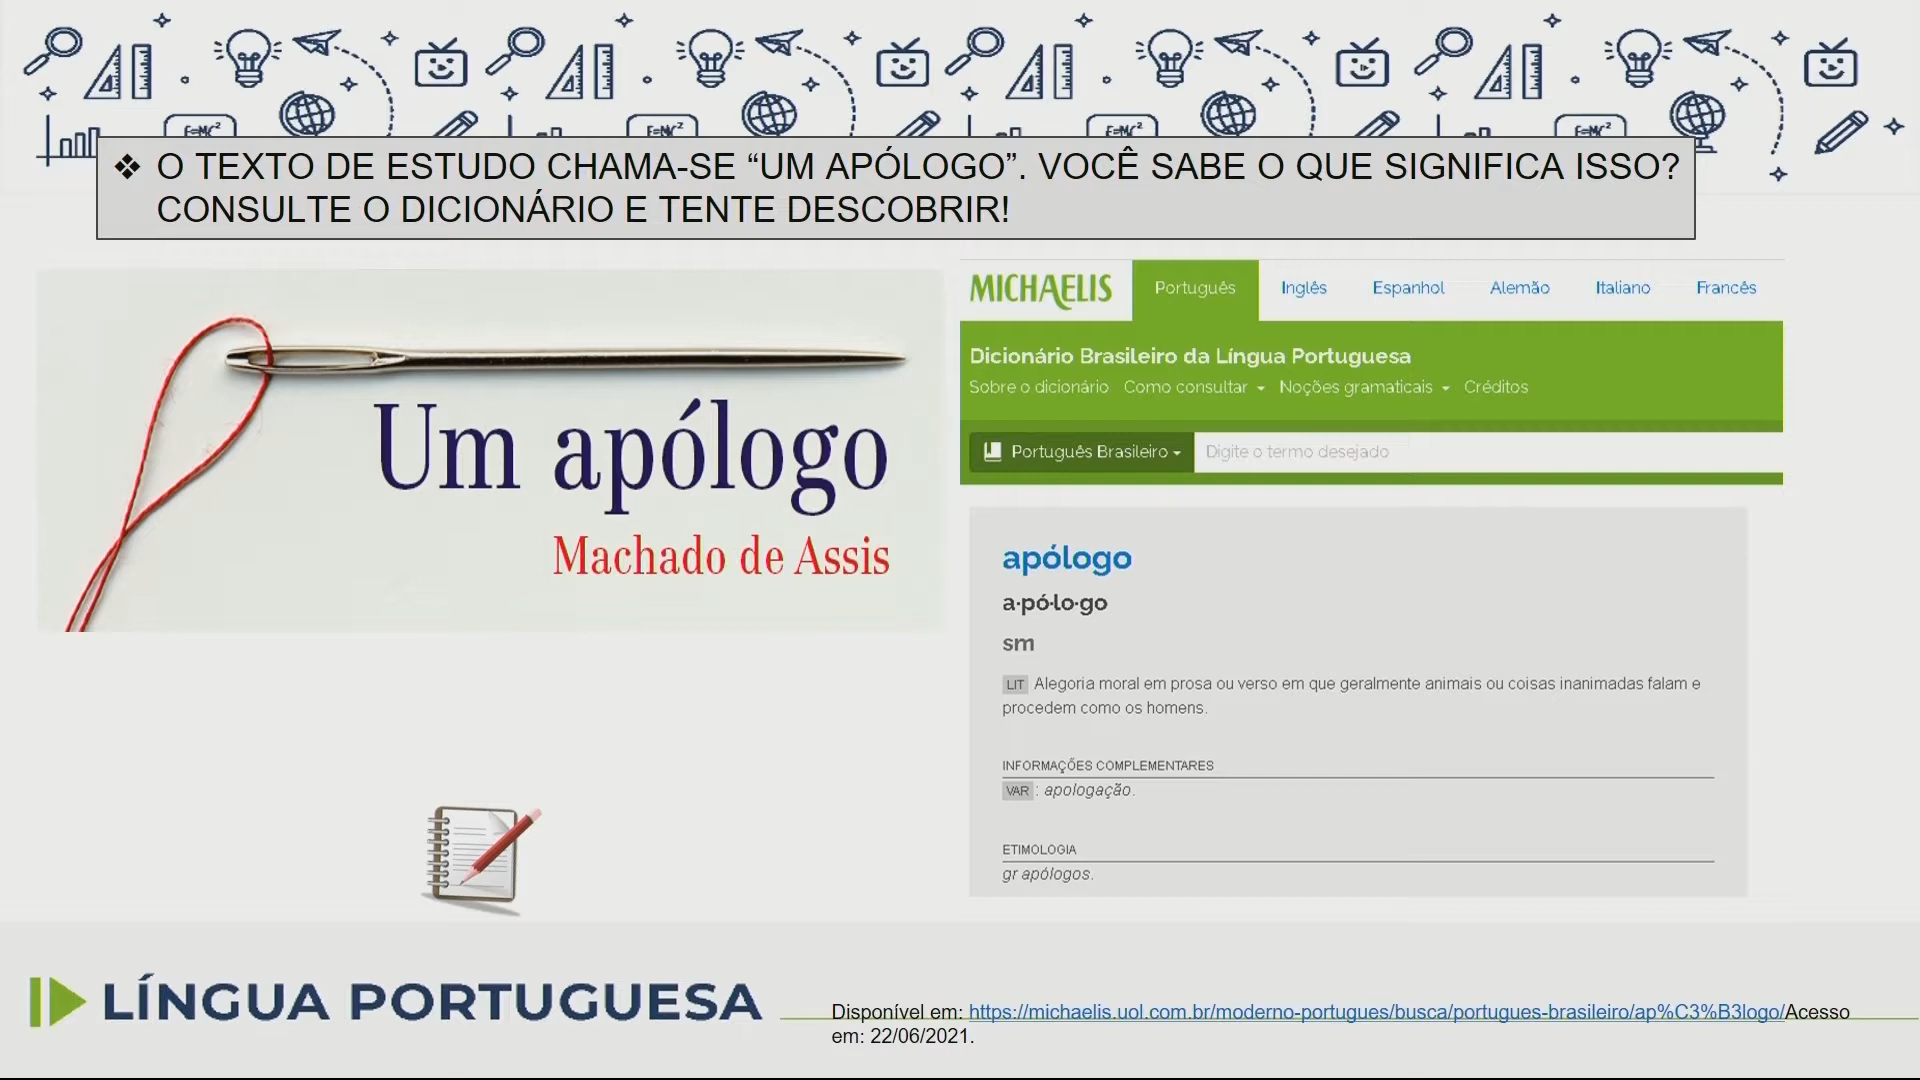 E=MC²
E=MC²
E=MC²
E=MC²
❖ O TEXTO DE ESTUDO CHAMA-SE “UM APÓLOGO”. VOCÊ SABE O QUE SIGNIFICA ISSO?
CONSULTE O DICIONÁRIO E TENTE DESCOBRIR!
Um apólogo
Machado de Assis
MICHAELIS Português Inglês Espanhol Alemão Italiano Francês
Dicionário Brasileiro da Língua Portuguesa
Sobre o dicionário Como consultar Noções gramaticais Créditos
Português Brasileiro Digite o termo desejado
apólogo
a·pó·lo·go
sm
LIT Alegoria moral em prosa ou verso em que geralmente animais ou coisas inanimadas falam e
procedem como os homens.
INFORMAÇÕES COMPLEMENTARES
VAR : apologação.
ETIMOLOGIA
gr apólogos.
LÍNGUA PORTUGUESA
Disponível em: https://michaelis.uol.com.br/moderno-portugues/busca/portugues-brasileiro/ap%C3%B3logo/Acesso
em: 22/06/2021.